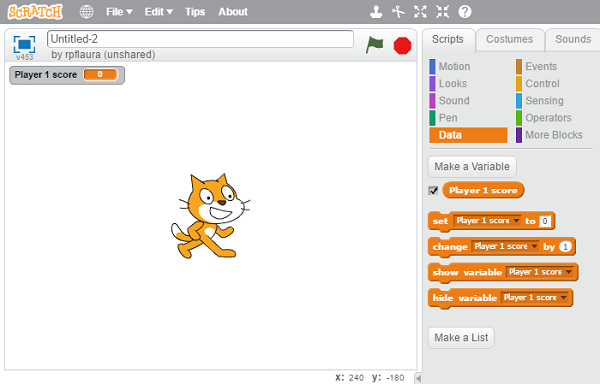 SCRATCH File Edit Tips About
Untitled-2
by rpflaura (unshared)
v453
Player 1 score 0
x: 240 y: -180
Scripts Costumes Sounds
Motion Events
Looks Control
Sound Sensing
Pen Operators
Data More Blocks
Make a Variable
Player 1 score
set Player 1 score to 0
change Player 1 score by 1
show variable Player 1 score
hide variable Player 1 score
Make a List